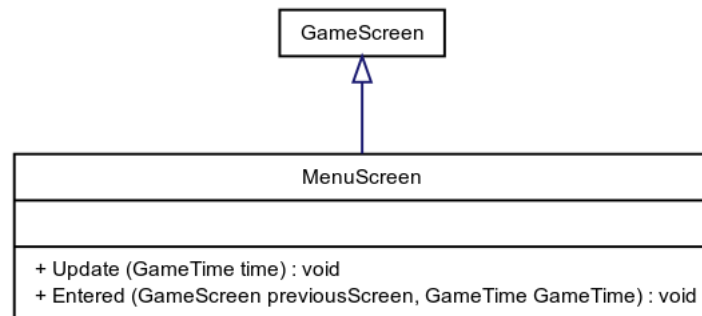 GameScreen
MenuScreen
+ Update (GameTime time) : void
+ Entered (GameScreen previousScreen, GameTime GameTime) : void